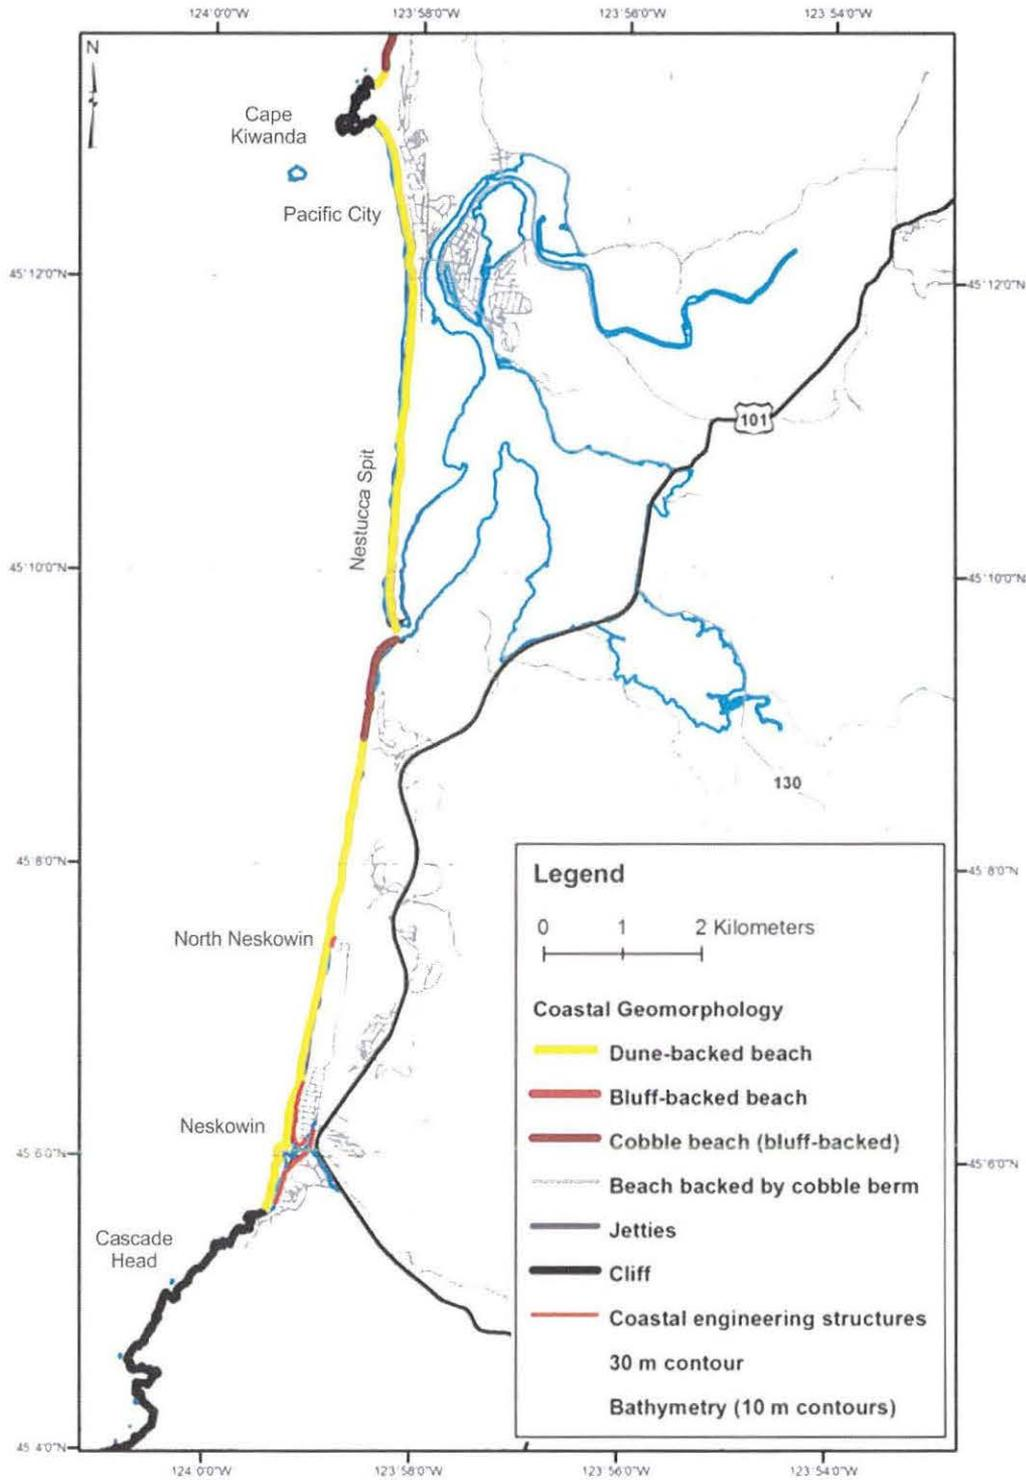 124°0'0"W
123°58'0"W
123°56'0"W
123°54'0"W
N
Cape
Kiwanda
Pacific City
45°12'0"N
45°12'0"N
101
Nestucca Spit
45°10'0"N
45°10'0"N
130
45°8'0"N
45°8'0"N
North Neskowin
Neskowin
45°6'0"N
45°6'0"N
Cascade
Head
45°4'0"N
124°0'0"W
123°58'0"W
123°56'0"W
123°54'0"W
Legend
0 1 2 Kilometers
Coastal Geomorphology
Dune-backed beach
Bluff-backed beach
Cobble beach (bluff-backed)
Beach backed by cobble berm
Jetties
Cliff
Coastal engineering structures
30 m contour
Bathymetry (10 m contours)